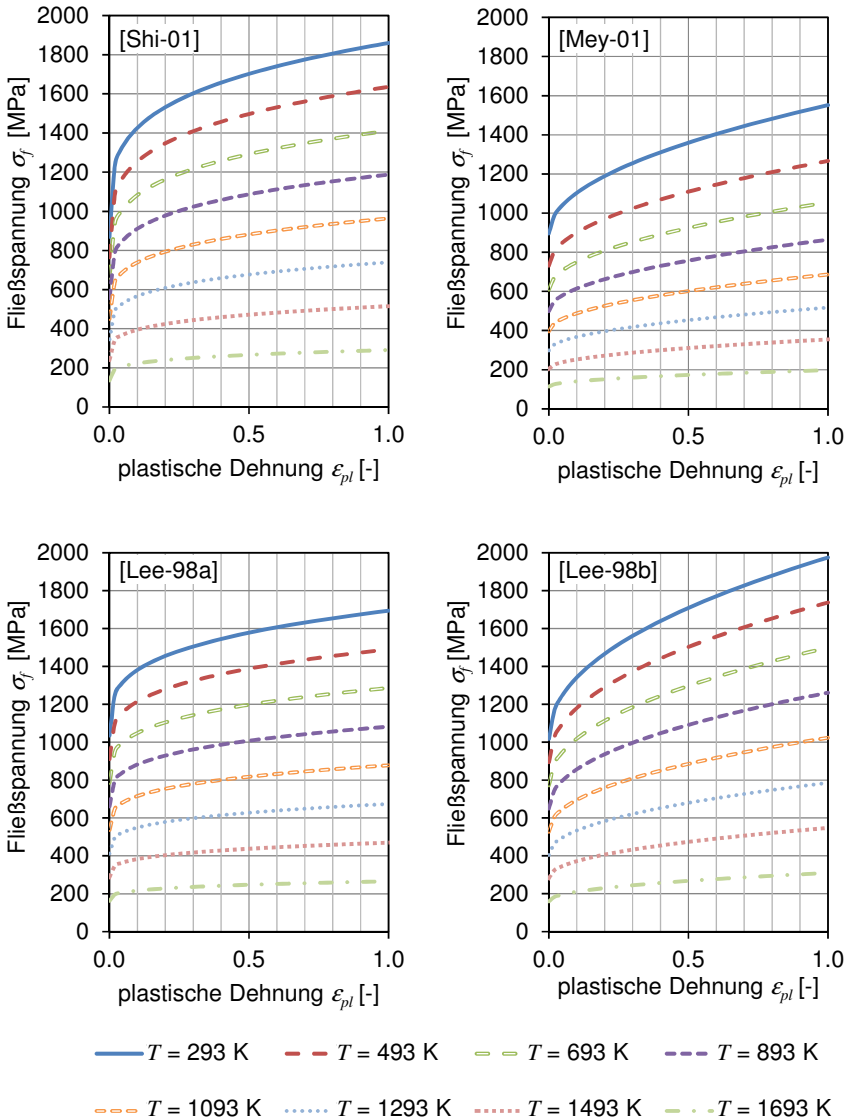 [Shi-01]
Fließspannung σf [MPa]
2000
1800
1600
1400
1200
1000
800
600
400
200
0
0.0 0.5 1.0
plastische Dehnung εpl [-]
[Mey-01]
Fließspannung σf [MPa]
2000
1800
1600
1400
1200
1000
800
600
400
200
0
0.0 0.5 1.0
plastische Dehnung εpl [-]
[Lee-98a]
Fließspannung σf [MPa]
2000
1800
1600
1400
1200
1000
800
600
400
200
0
0.0 0.5 1.0
plastische Dehnung εpl [-]
[Lee-98b]
Fließspannung σf [MPa]
2000
1800
1600
1400
1200
1000
800
600
400
200
0
0.0 0.5 1.0
plastische Dehnung εpl [-]
T = 293 K T = 493 K T = 693 K T = 893 K
T = 1093 K T = 1293 K T = 1493 K T = 1693 K